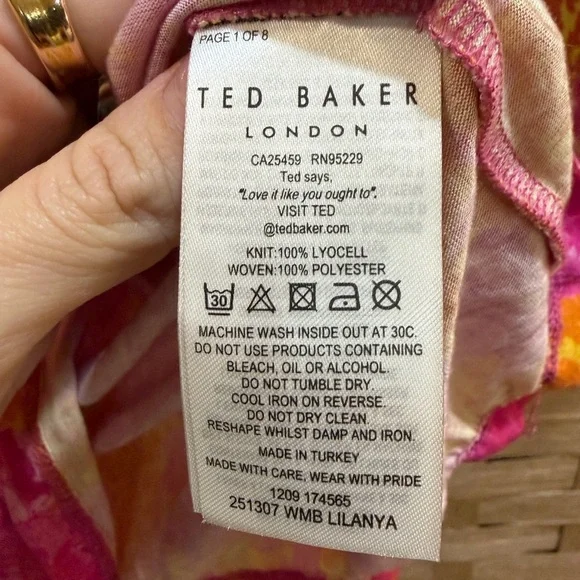 PAGE 1 OF 8
TED BAKER
LONDON
CA25459 RN95229
Ted says,
"Love it like you ought to".
VISIT TED
@tedbaker.com
KNIT:100% LYOCELL
WOVEN:100% POLYESTER
30
MACHINE WASH INSIDE OUT AT 30C.
DO NOT USE PRODUCTS CONTAINING
BLEACH, OIL OR ALCOHOL.
DO NOT TUMBLE DRY.
COOL IRON ON REVERSE.
DO NOT DRY CLEAN.
RESHAPE WHILST DAMP AND IRON.
MADE IN TURKEY
MADE WITH CARE, WEAR WITH PRIDE
1209 174565
251307 WMB LILANYA